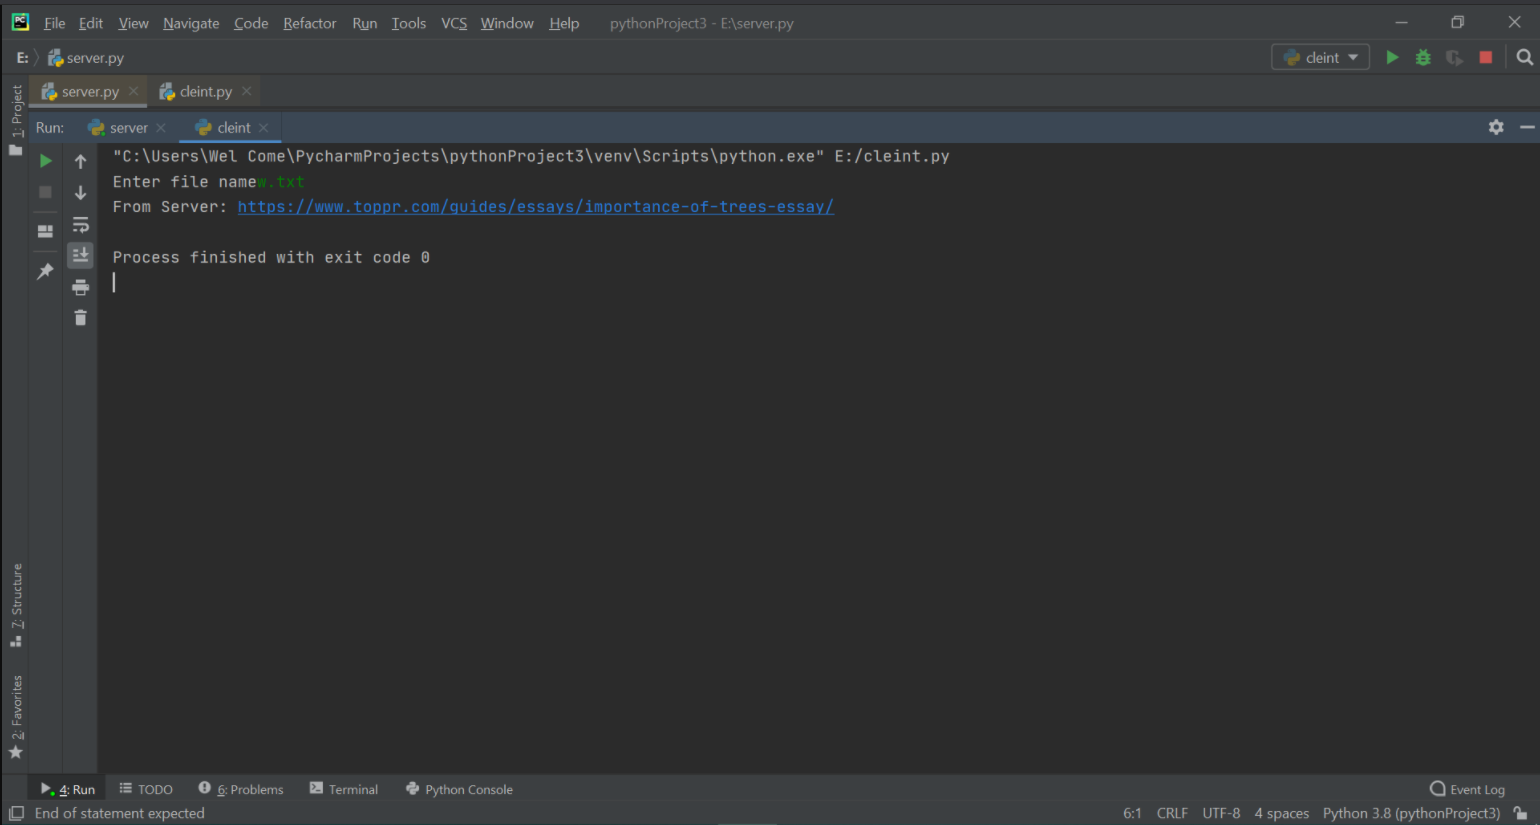 File Edit View Navigate Code Refactor Run Tools VCS Window Help pythonProject3 - E:\server.py
E: server.py cleint
server.py cleint.py
1: Project
Run: server cleint
"C:\Users\Wel Come\PycharmProjects\pythonProject3\venv\Scripts\python.exe" E:/cleint.py
Enter file namew.txt
From Server: https://www.toppr.com/guides/essays/importance-of-trees-essay/
Process finished with exit code 0
7: Structure
2: Favorites
4: Run TODO 6: Problems Terminal Python Console Event Log
End of statement expected 6:1 CRLF UTF-8 4 spaces Python 3.8 (pythonProject3)